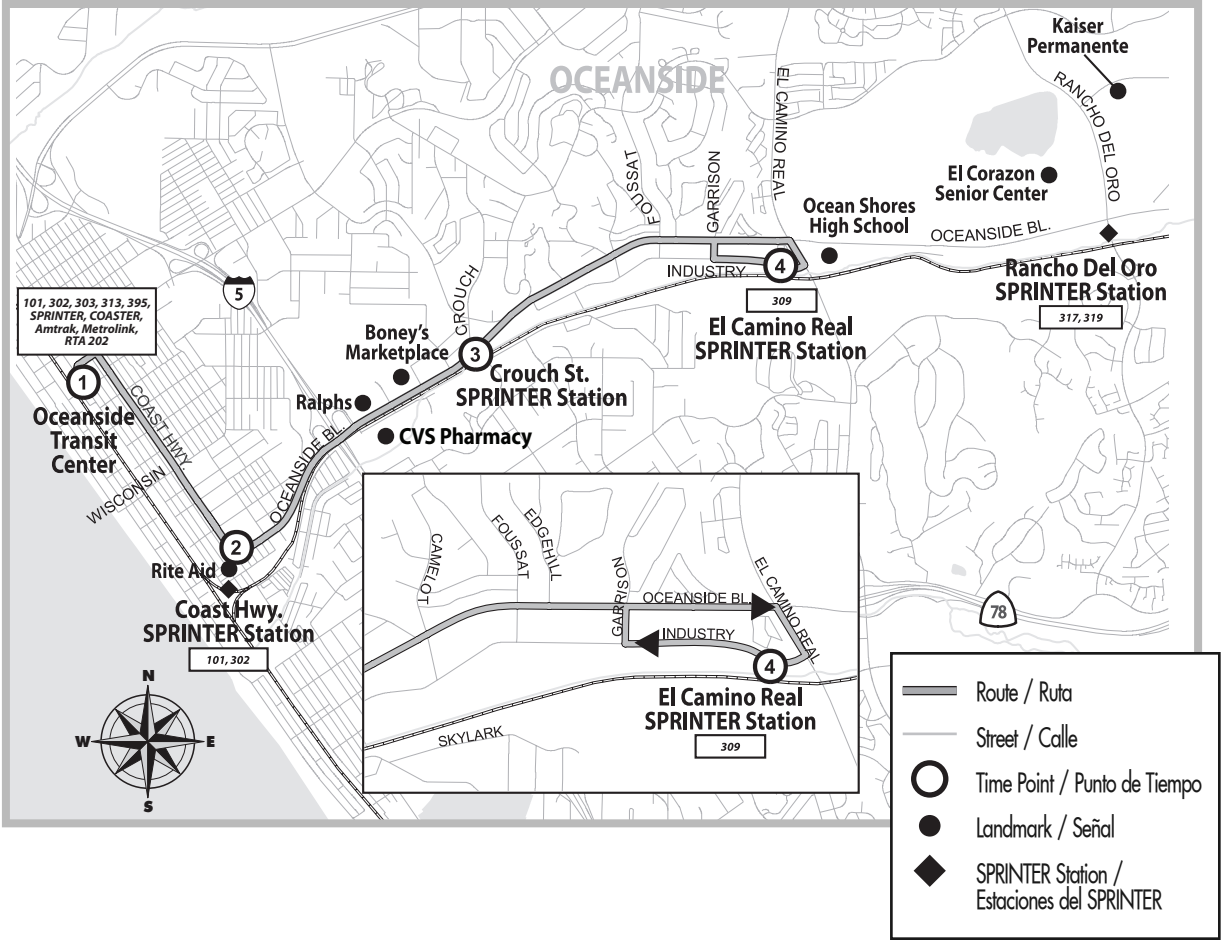 Kaiser
Permanente
OCEANSIDE
EL CAMINO REAL
RANCHO DEL ORO
FOUSSAT
GARRISON
El Corazon
Senior Center
Ocean Shores
High School
OCEANSIDE BL.
INDUSTRY
4
Rancho Del Oro
SPRINTER Station
317, 319
309
El Camino Real
SPRINTER Station
5
CROUCH
101, 302, 303, 313, 395,
SPRINTER, COASTER,
Amtrak, Metrolink,
RTA 202
Boney's
Marketplace
3
Crouch St.
SPRINTER Station
1
Oceanside
Transit
Center
COAST HWY.
Ralphs
CVS Pharmacy
OCEANSIDE BL.
WISCONSIN
2
Rite Aid
Coast Hwy.
SPRINTER Station
101, 302
CAMELOT
FOUSSAT
EDGEHILL
GARRISON
OCEANSIDE BL.
EL CAMINO REAL
INDUSTRY
4
El Camino Real
SPRINTER Station
309
SKYLARK
78
N
W
E
S
Route / Ruta
Street / Calle
Time Point / Punto de Tiempo
Landmark / Señal
SPRINTER Station /
Estaciones del SPRINTER